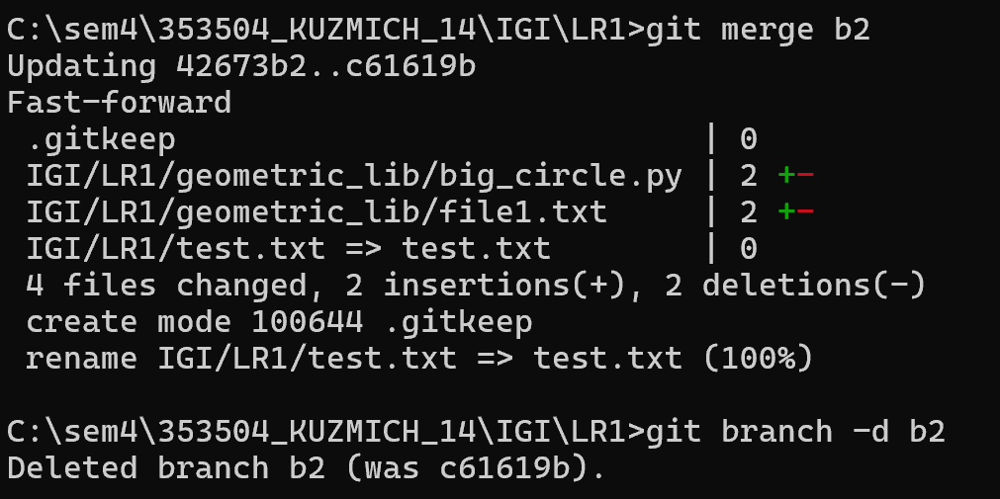 C:\sem4\353504_KUZMICH_14\IGI\LR1>git merge b2
Updating 42673b2..c61619b
Fast-forward
 .gitkeep                            | 0
 IGI/LR1/geometric_lib/big_circle.py | 2 +-
 IGI/LR1/geometric_lib/file1.txt     | 2 +-
 IGI/LR1/test.txt => test.txt        | 0
 4 files changed, 2 insertions(+), 2 deletions(-)
 create mode 100644 .gitkeep
 rename IGI/LR1/test.txt => test.txt (100%)
C:\sem4\353504_KUZMICH_14\IGI\LR1>git branch -d b2
Deleted branch b2 (was c61619b).